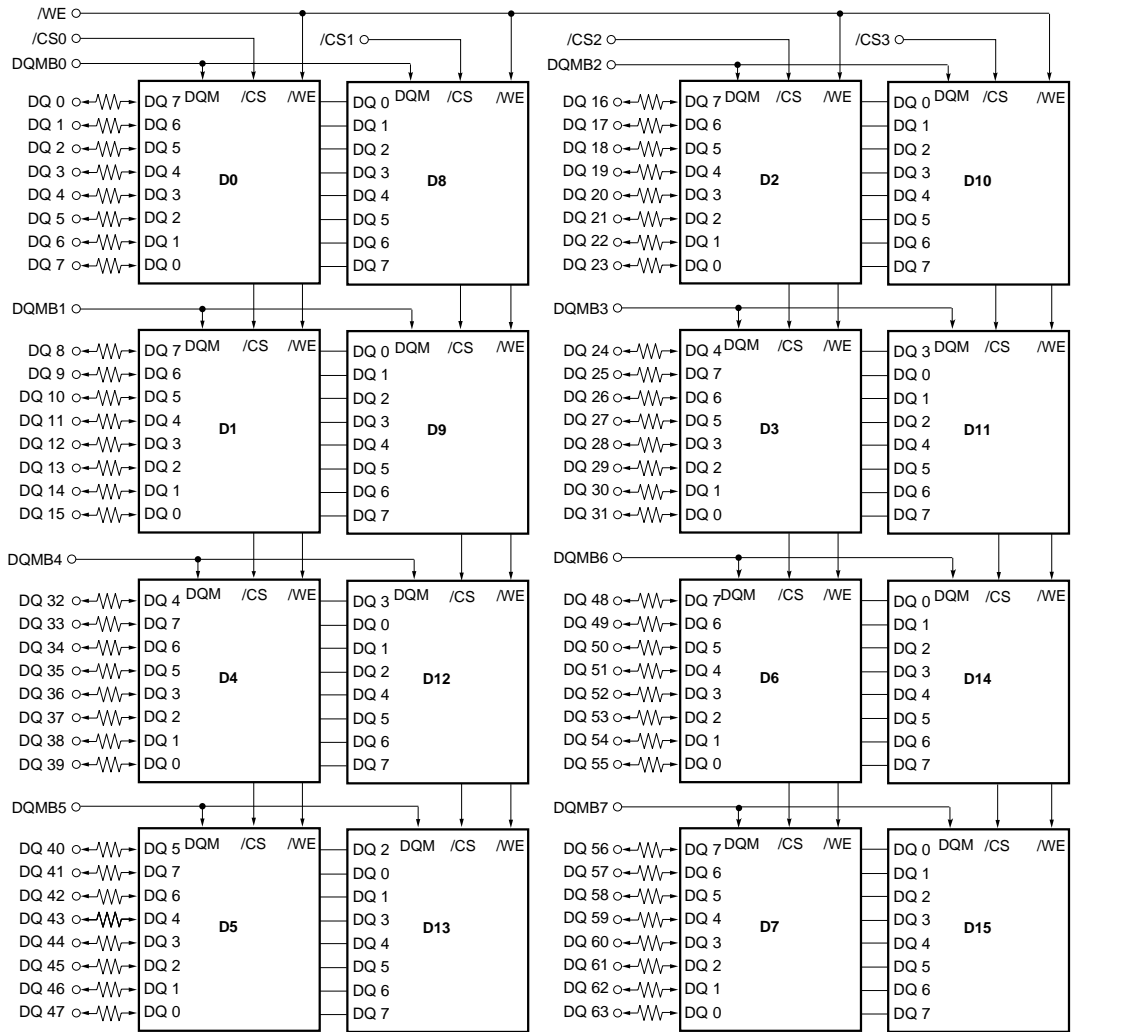 /WE
/CS0 /CS1 /CS2 /CS3
DQMB0 DQMB2
DQM /CS /WE DQM /CS /WE DQM /CS /WE DQM /CS /WE
DQ 0 DQ 7 DQ 0 DQ 16 DQ 7 DQ 0
DQ 1 DQ 6 DQ 1 DQ 17 DQ 6 DQ 1
DQ 2 DQ 5 DQ 2 DQ 18 DQ 5 DQ 2
DQ 3 DQ 4 D0 DQ 3 D8 DQ 19 DQ 4 D2 DQ 3 D10
DQ 4 DQ 3 DQ 4 DQ 20 DQ 3 DQ 4
DQ 5 DQ 2 DQ 5 DQ 21 DQ 2 DQ 5
DQ 6 DQ 1 DQ 6 DQ 22 DQ 1 DQ 6
DQ 7 DQ 0 DQ 7 DQ 23 DQ 0 DQ 7
DQMB1 DQMB3
DQM /CS /WE DQM /CS /WE DQM /CS /WE DQM /CS /WE
DQ 8 DQ 7 DQ 0 DQ 24 DQ 4 DQ 3
DQ 9 DQ 6 DQ 1 DQ 25 DQ 7 DQ 0
DQ 10 DQ 5 DQ 2 DQ 26 DQ 6 DQ 1
DQ 11 DQ 4 D1 DQ 3 D9 DQ 27 DQ 5 D3 DQ 2 D11
DQ 12 DQ 3 DQ 4 DQ 28 DQ 3 DQ 4
DQ 13 DQ 2 DQ 5 DQ 29 DQ 2 DQ 5
DQ 14 DQ 1 DQ 6 DQ 30 DQ 1 DQ 6
DQ 15 DQ 0 DQ 7 DQ 31 DQ 0 DQ 7
DQMB4 DQMB6
DQM /CS /WE DQM /CS /WE DQM /CS /WE DQM /CS /WE
DQ 32 DQ 4 DQ 3 DQ 48 DQ 7 DQ 0
DQ 33 DQ 7 DQ 0 DQ 49 DQ 6 DQ 1
DQ 34 DQ 6 DQ 1 DQ 50 DQ 5 DQ 2
DQ 35 DQ 5 D4 DQ 2 D12 DQ 51 DQ 4 D6 DQ 3 D14
DQ 36 DQ 3 DQ 4 DQ 52 DQ 3 DQ 4
DQ 37 DQ 2 DQ 5 DQ 53 DQ 2 DQ 5
DQ 38 DQ 1 DQ 6 DQ 54 DQ 1 DQ 6
DQ 39 DQ 0 DQ 7 DQ 55 DQ 0 DQ 7
DQMB5 DQMB7
DQM /CS /WE DQM /CS /WE DQM /CS /WE DQM /CS /WE
DQ 40 DQ 5 DQ 2 DQ 56 DQ 7 DQ 0
DQ 41 DQ 7 DQ 0 DQ 57 DQ 6 DQ 1
DQ 42 DQ 6 DQ 1 DQ 58 DQ 5 DQ 2
DQ 43 DQ 4 D5 DQ 3 D13 DQ 59 DQ 4 D7 DQ 3 D15
DQ 44 DQ 3 DQ 4 DQ 60 DQ 3 DQ 4
DQ 45 DQ 2 DQ 5 DQ 61 DQ 2 DQ 5
DQ 46 DQ 1 DQ 6 DQ 62 DQ 1 DQ 6
DQ 47 DQ 0 DQ 7 DQ 63 DQ 0 DQ 7